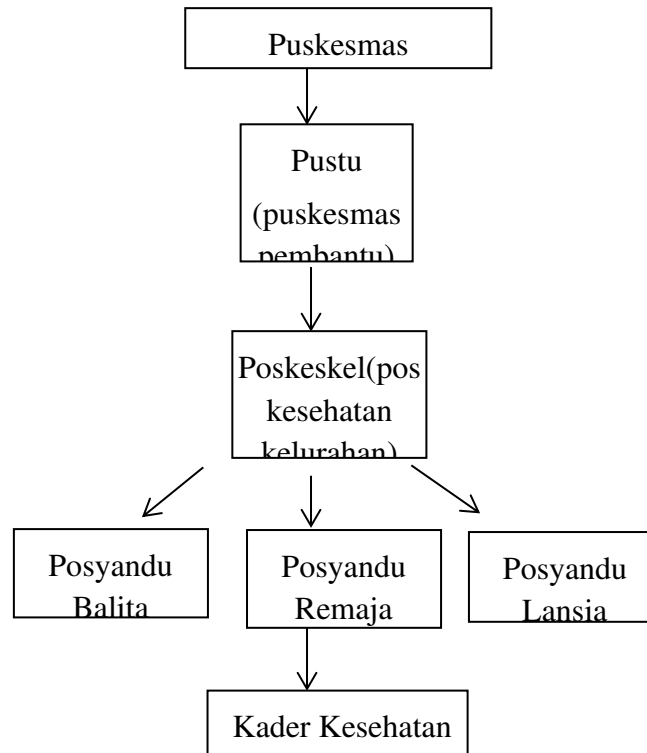 Puskesmas
Pustu
(puskesmas
pembantu)
Poskeskel(pos
kesehatan
kelurahan)
Posyandu
Balita
Posyandu
Remaja
Posyandu
Lansia
Kader Kesehatan